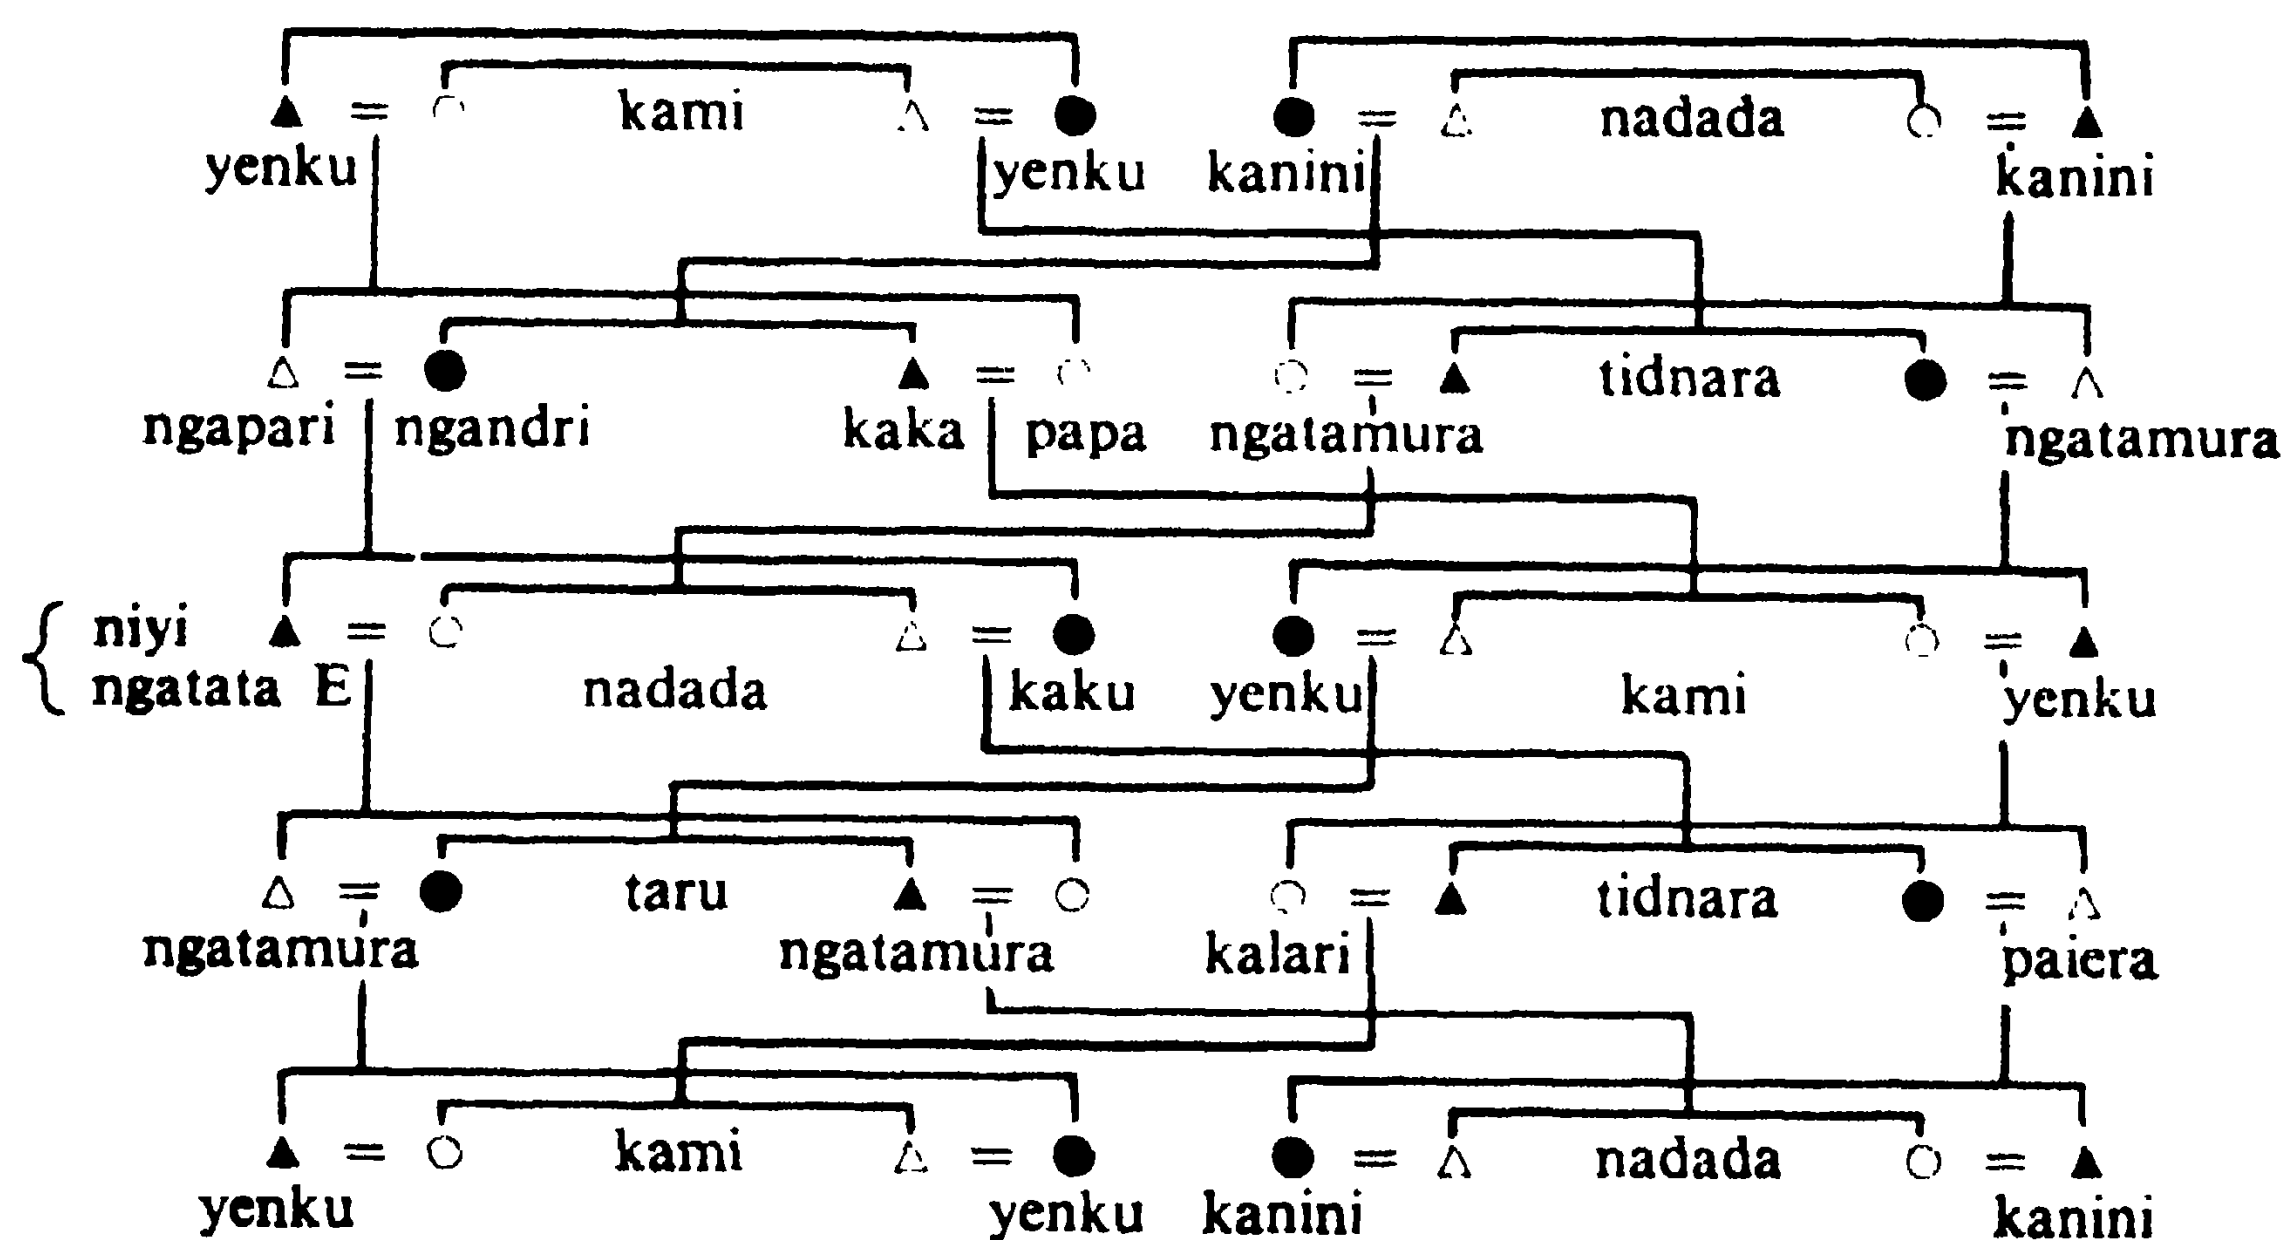 kami nadada
yenku yenku kanini kanini
tidnara
ngapari ngandri kaka papa ngatamura ngatamura
niyi
ngatata E nadada kaku yenku kami yenku
taru tidnara
ngatamura ngatamura kalari paiera
kami nadada
yenku yenku kanini kanini